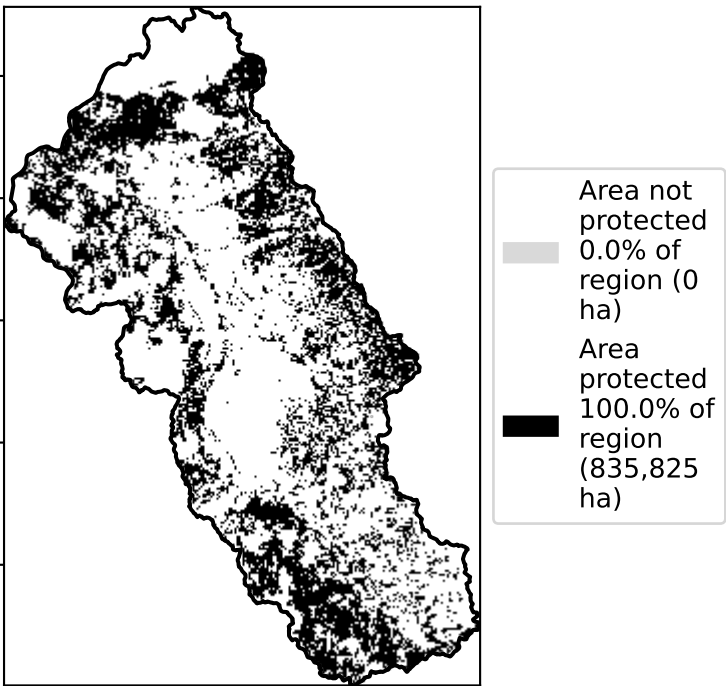 Area not
protected
0.0% of
region (0
ha)
Area
protected
100.0% of
region
(835,825
ha)